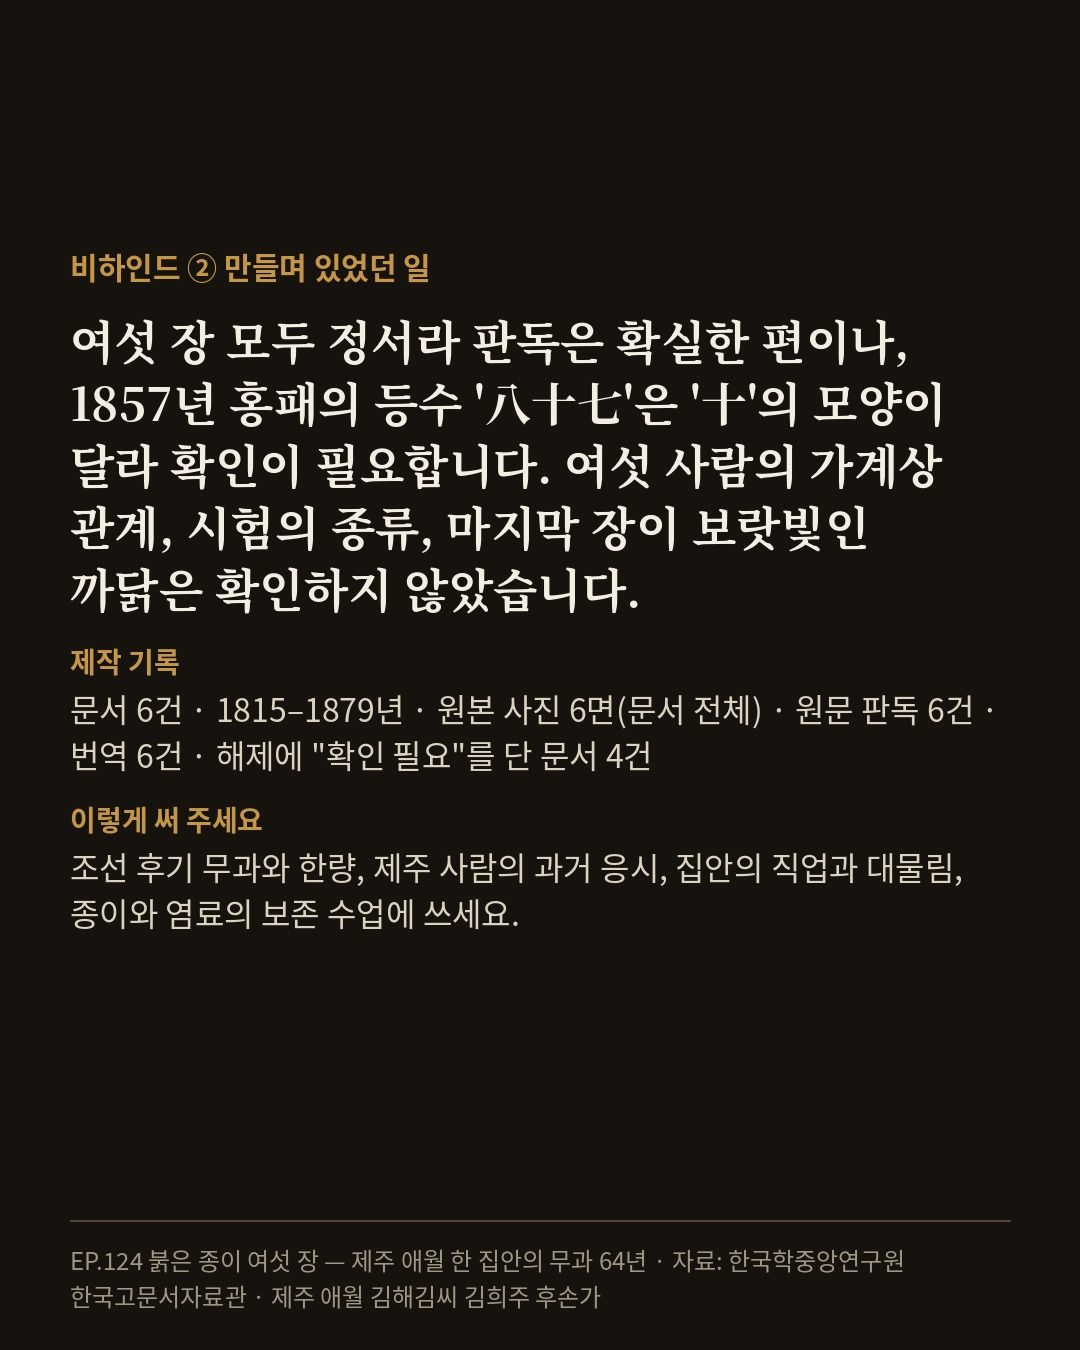 비하인드 ② 만들며 있었던 일
여섯 장 모두 정서라 판독은 확실한 편이나,
1857년 홍패의 등수 '八十七'은 '十'의 모양이
달라 확인이 필요합니다. 여섯 사람의 가계상
관계, 시험의 종류, 마지막 장이 보랏빛인
까닭은 확인하지 않았습니다.
제작 기록
문서 6건 · 1815–1879년 · 원본 사진 6면(문서 전체) · 원문 판독 6건 ·
번역 6건 · 해제에 "확인 필요"를 단 문서 4건
이렇게 써 주세요
조선 후기 무과와 한량, 제주 사람의 과거 응시, 집안의 직업과 대물림,
종이와 염료의 보존 수업에 쓰세요.
EP.124 붉은 종이 여섯 장 — 제주 애월 한 집안의 무과 64년 · 자료: 한국학중앙연구원
한국고문서자료관 · 제주 애월 김해김씨 김희주 후손가